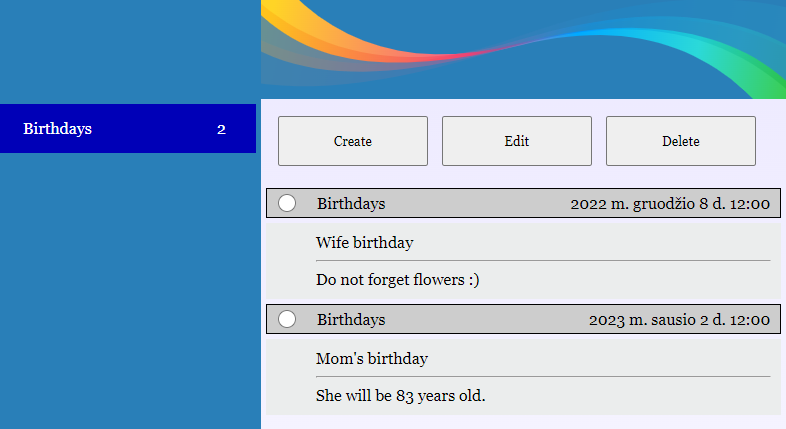 Birthdays 2
Create Edit Delete
Birthdays 2022 m. gruodžio 8 d. 12:00
Wife birthday
Do not forget flowers :)
Birthdays 2023 m. sausio 2 d. 12:00
Mom's birthday
She will be 83 years old.